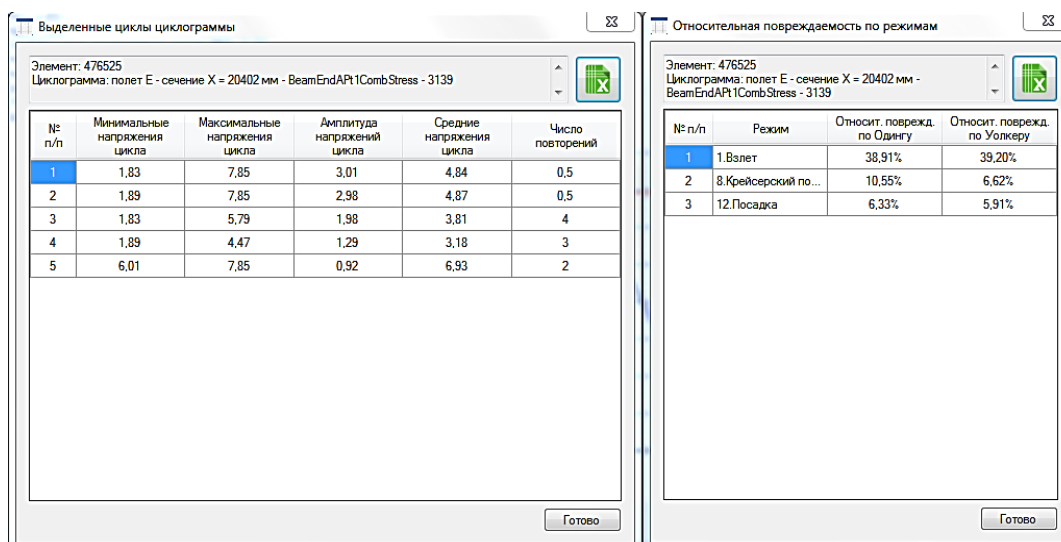 Выделенные циклы циклограммы
Элемент: 476525
Циклограмма: полет Е - сечение X = 20402 мм - BeamEndAPt1CombStress - 3139
№ п/п Минимальные напряжения цикла Максимальные напряжения цикла Амплитуда напряжений цикла Средние напряжения цикла Число повторений
1 1,83 7,85 3,01 4,84 0,5
2 1,89 7,85 2,98 4,87 0,5
3 1,83 5,79 1,98 3,81 4
4 1,89 4,47 1,29 3,18 3
5 6,01 7,85 0,92 6,93 2
Готово
Относительная повреждаемость по режимам
Элемент: 476525
Циклограмма: полет Е - сечение X = 20402 мм -
BeamEndAPt1CombStress - 3139
№ п/п Режим Относит. поврежд. по Одингу Относит. поврежд. по Уолкеру
1 1.Взлет 38,91% 39,20%
2 8.Крейсерский по... 10,55% 6,62%
3 12.Посадка 6,33% 5,91%
Готово